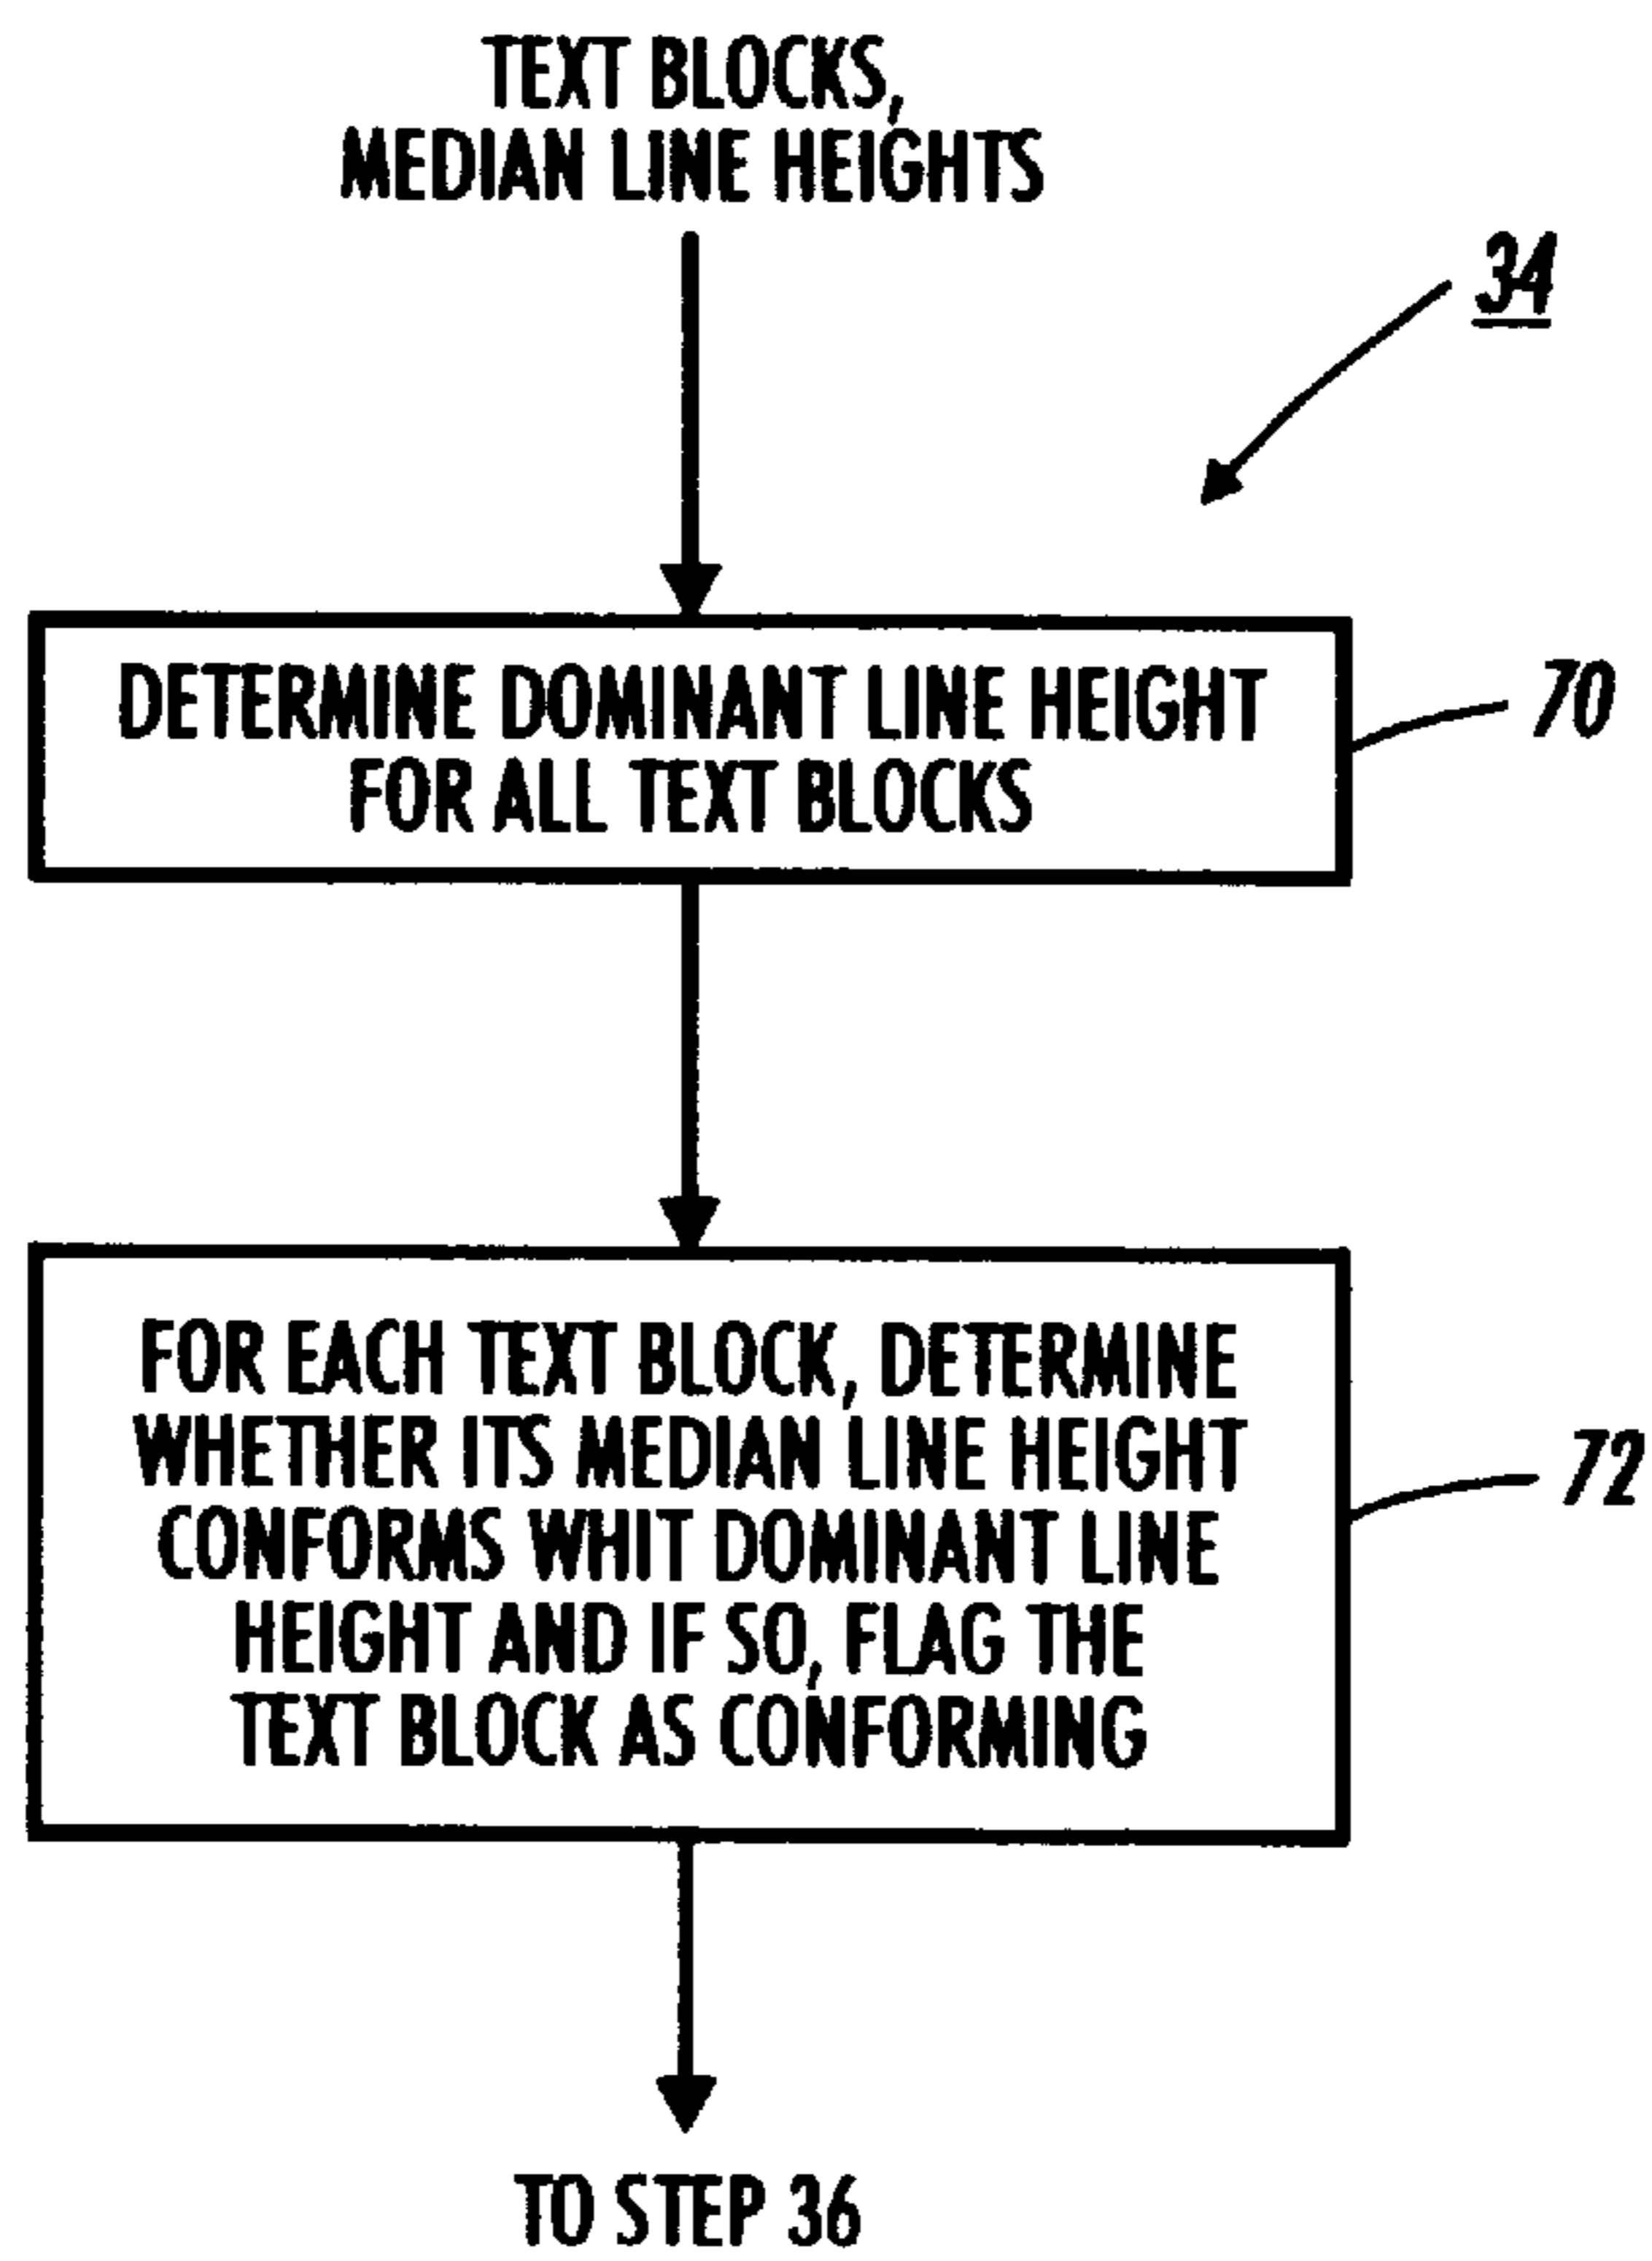 TEXT BLOCKS,
MEDIAN LINE HEIGHTS
34
DETERMINE DOMINANT LINE HEIGHT
FOR ALL TEXT BLOCKS
70
FOR EACH TEXT BLOCK, DETERMINE
WHETHER ITS MEDIAN LINE HEIGHT
CONFORMS WHIT DOMINANT LINE
HEIGHT AND IF SO, FLAG THE
TEXT BLOCK AS CONFORMING
72
TO STEP 36